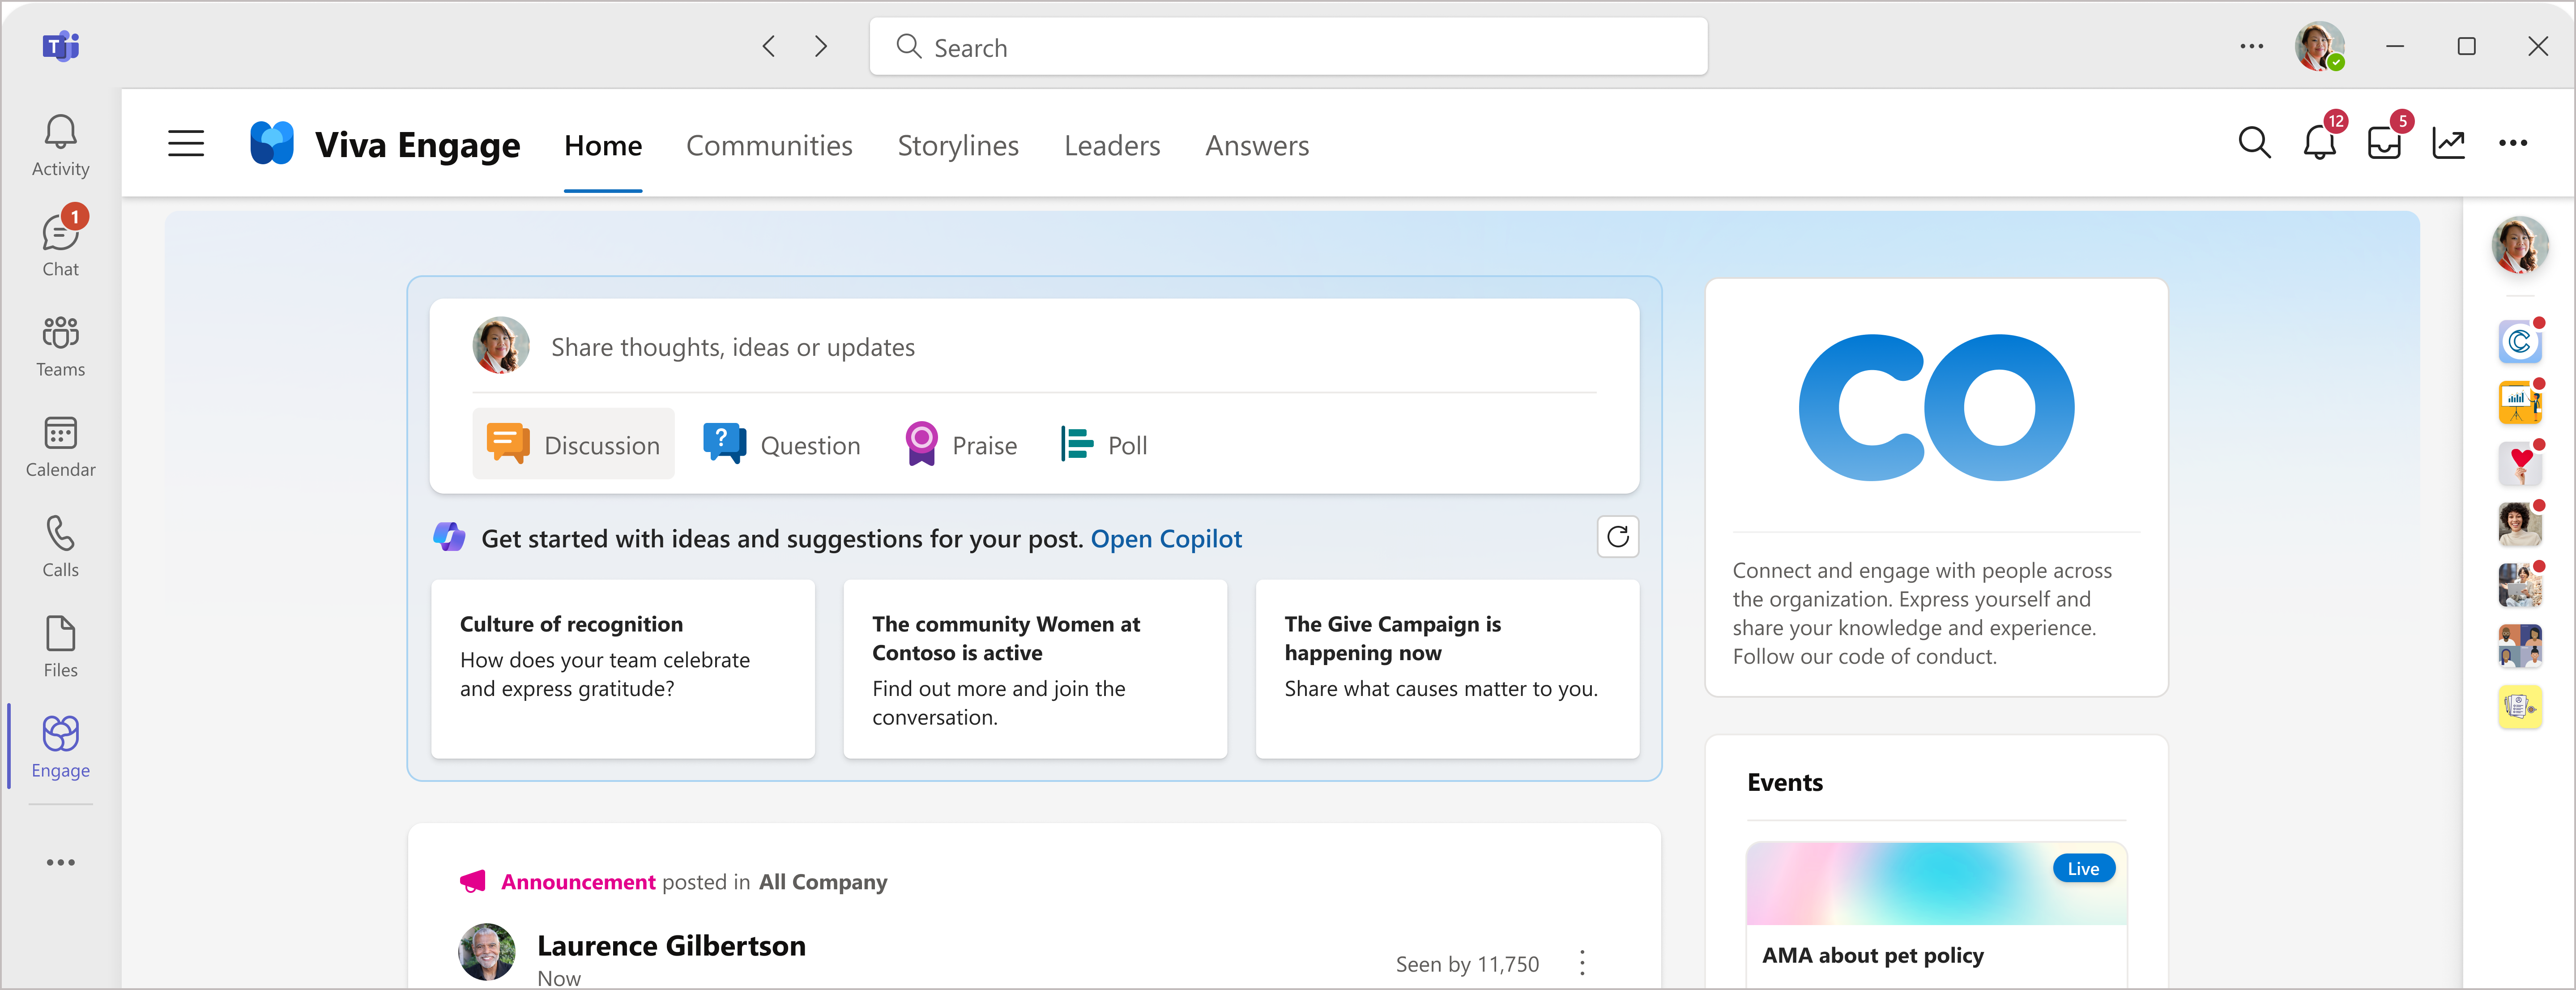 Search
Activity
1
Chat
Teams
Calendar
Calls
Files
Engage
Viva Engage
Home
Communities
Storylines
Leaders
Answers
12
5
Share thoughts, ideas or updates
Discussion
Question
Praise
Poll
Get started with ideas and suggestions for your post. Open Copilot
Culture of recognition
How does your team celebrate
and express gratitude?
The community Women at
Contoso is active
Find out more and join the
conversation.
The Give Campaign is
happening now
Share what causes matter to you.
Announcement posted in All Company
Laurence Gilbertson
Now
Seen by 11,750
CO
Connect and engage with people across
the organization. Express yourself and
share your knowledge and experience.
Follow our code of conduct.
Events
Live
AMA about pet policy